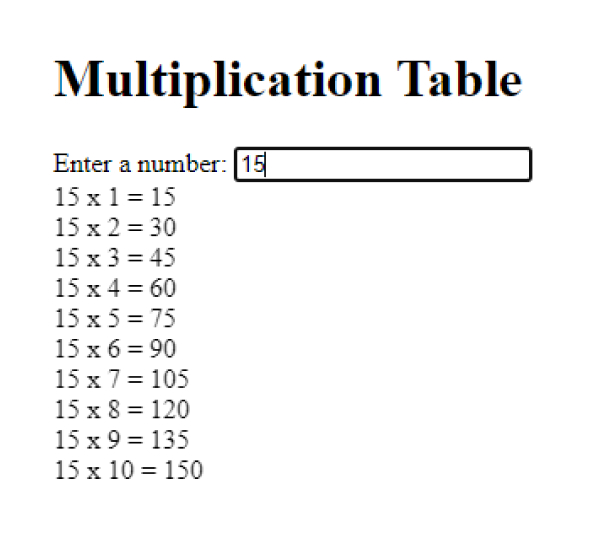 Multiplication Table
Enter a number: 15
15 x 1 = 15
15 x 2 = 30
15 x 3 = 45
15 x 4 = 60
15 x 5 = 75
15 x 6 = 90
15 x 7 = 105
15 x 8 = 120
15 x 9 = 135
15 x 10 = 150